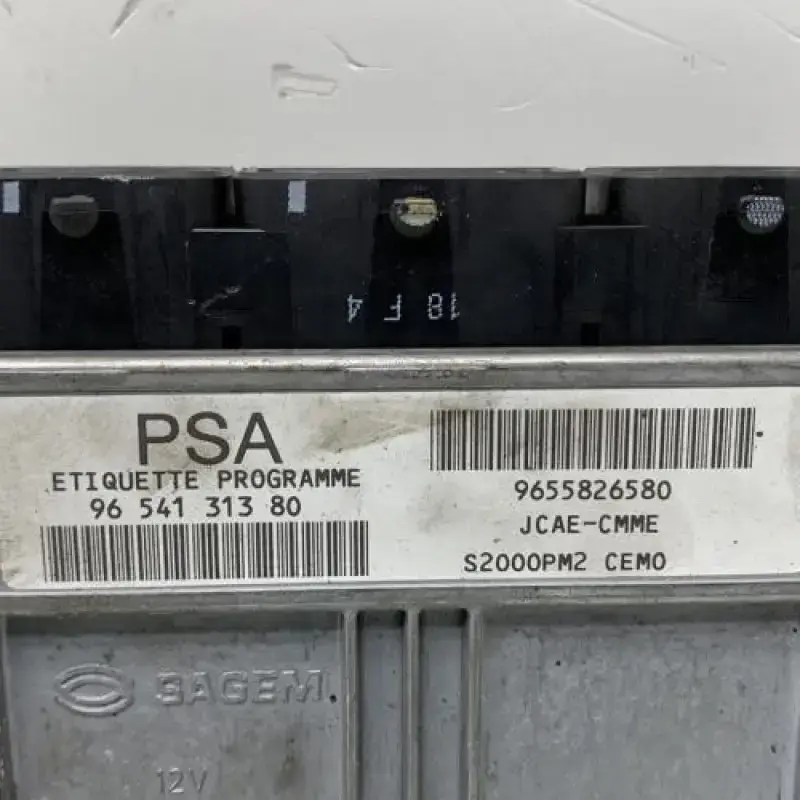 18 F 4
PSA
ETIQUETTE PROGRAMME
96 541 313 80
9655826580
JCAE-CMME
S2000PM2 CEMO
SAGEM
12V